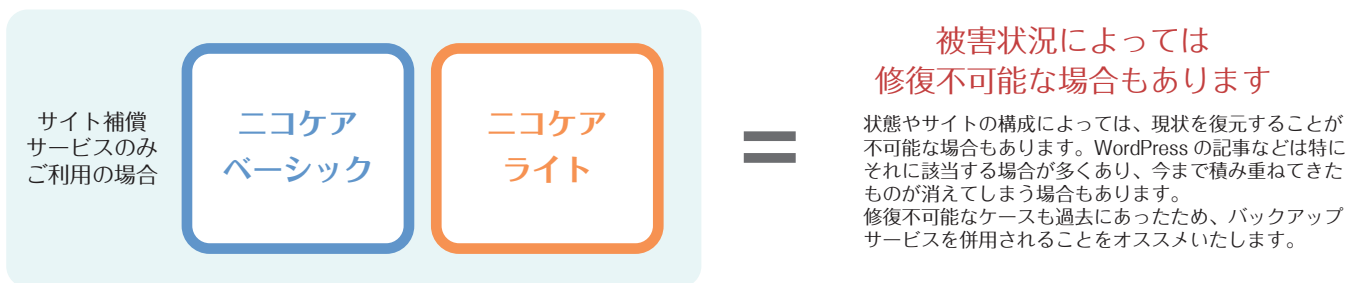 サイト補償
サービスのみ
ご利用の場合
ニコケア
ベーシック
ニコケア
ライト
=
被害状況によっては
修復不可能な場合もあります
状態やサイトの構成によっては、現状を復元することが
不可能な場合もあります。WordPress の記事などは特に
それに該当する場合が多くあり、今まで積み重ねてきた
ものが消えてしまう場合もあります。
修復不可能なケースも過去にあったため、バックアップ
サービスを併用されることをオススメいたします。